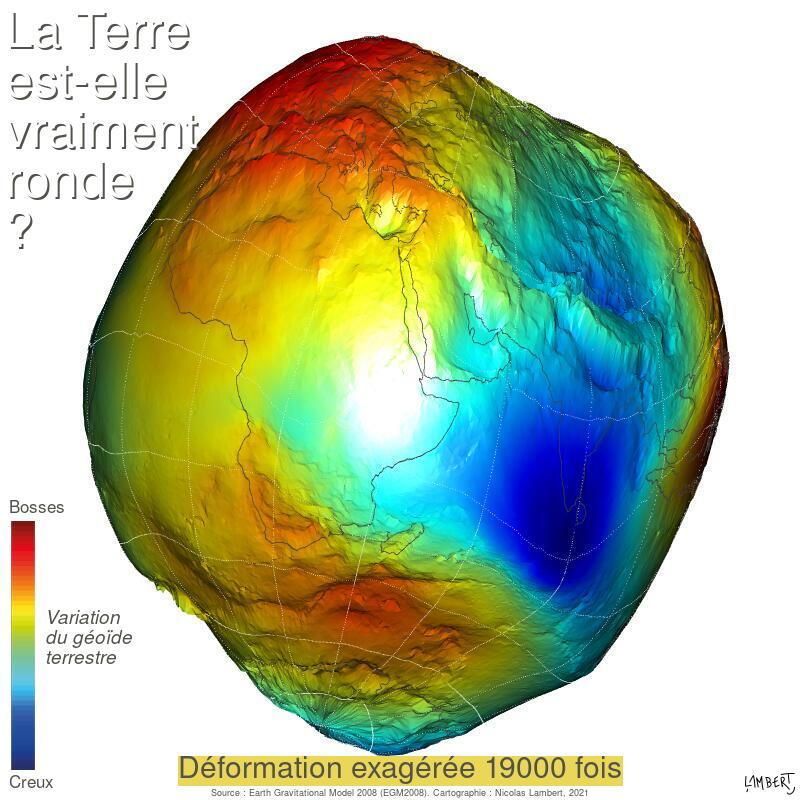 La Terre
est-elle
vraiment
ronde
?
Bosses
Variation
du géoïde
terrestre
Creux
Déformation exagérée 19000 fois
Source : Earth Gravitational Model 2008 (EGM2008). Cartographie : Nicolas Lambert, 2021
LAMBERT